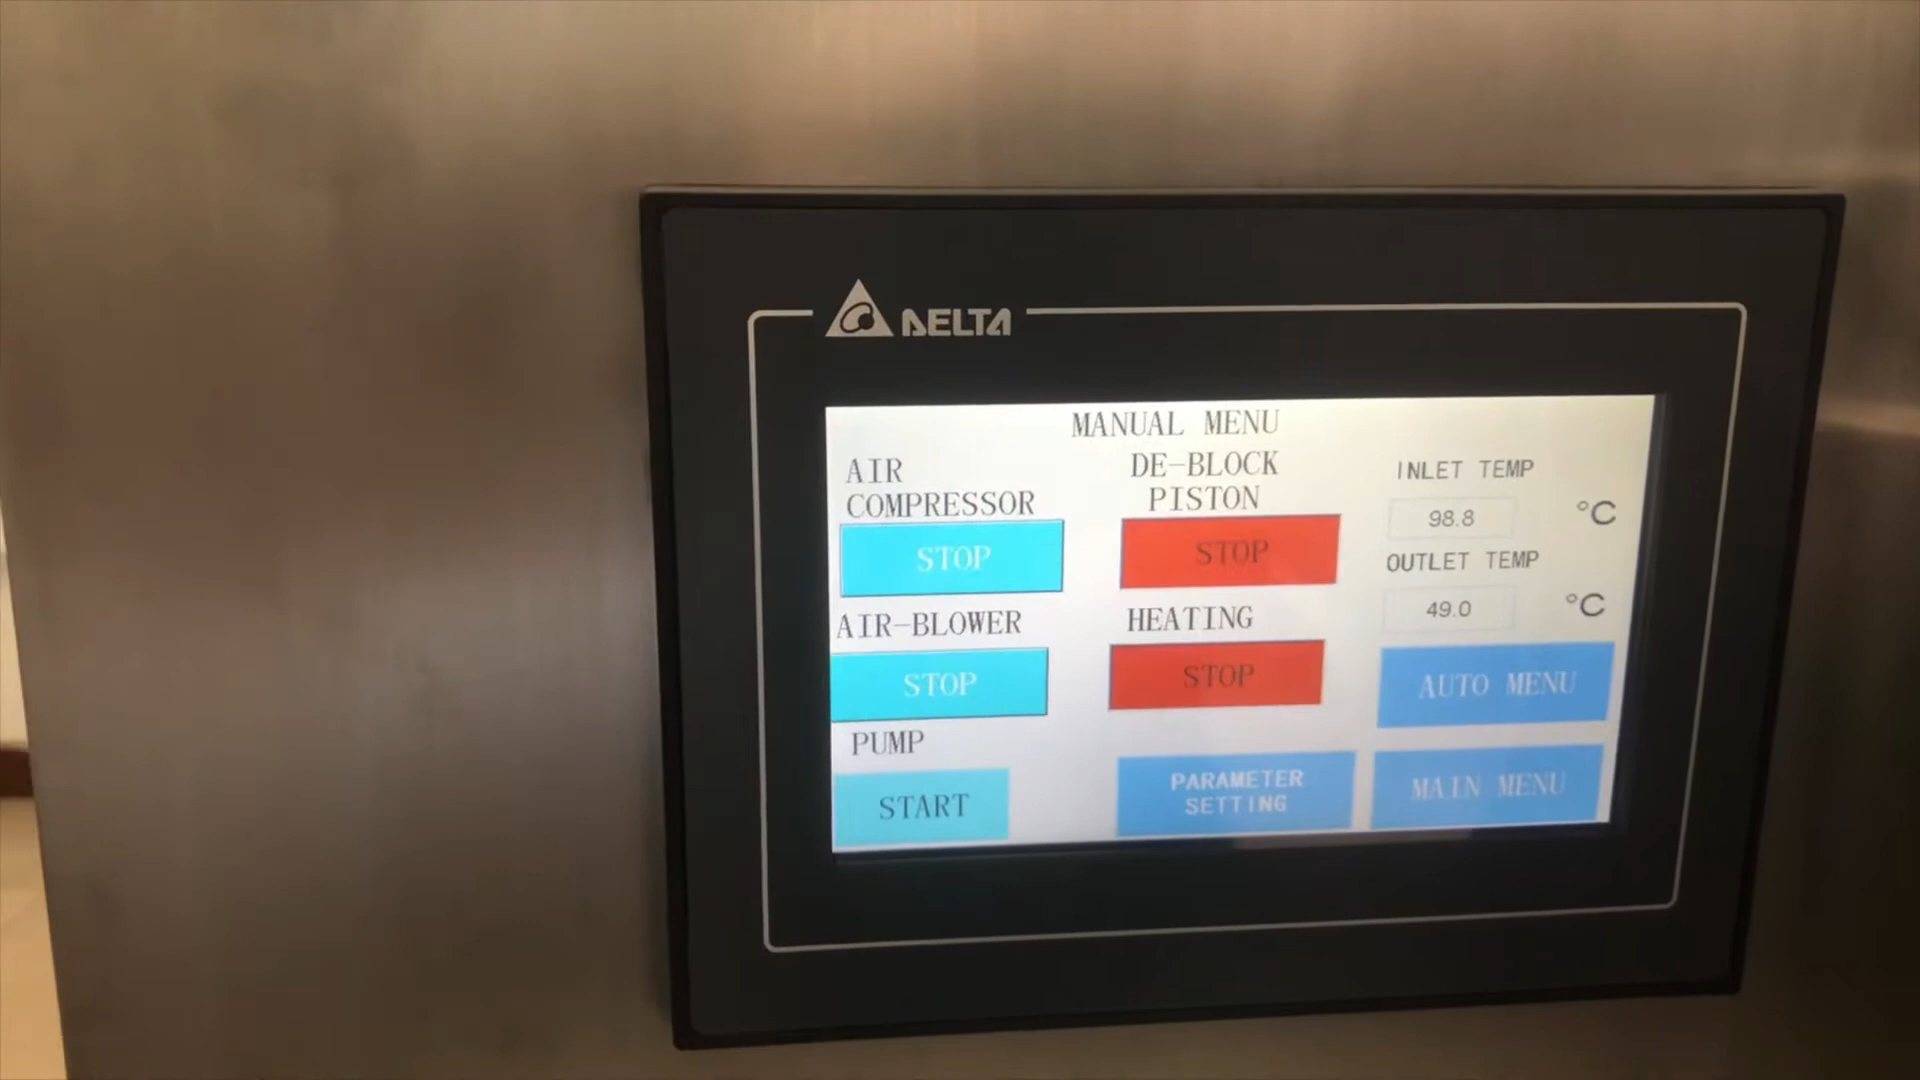 DELTA
MANUAL MENU
AIR
COMPRESSOR
STOP
DE-BLOCK
PISTON
STOP
INLET TEMP
98.8 °C
OUTLET TEMP
49.0 °C
AIR-BLOWER
STOP
HEATING
STOP
AUTO MENU
PUMP
START
PARAMETER
SETTING
MAIN MENU